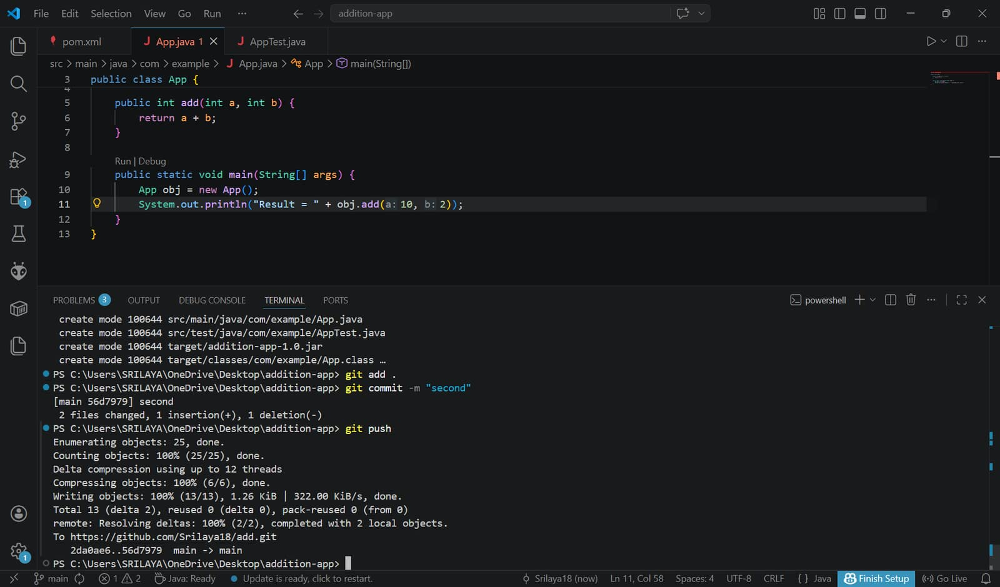 File Edit Selection View Go Run ··· addition-app
pom.xml App.java 1 AppTest.java
src > main > java > com > example > App.java > App > main(String[])
3 public class App {
4
5 public int add(int a, int b) {
6 return a + b;
7 }
8
Run | Debug
9 public static void main(String[] args) {
10 App obj = new App();
11 System.out.println("Result = " + obj.add(a: 10, b: 2));
12 }
13 }
PROBLEMS 3 OUTPUT DEBUG CONSOLE TERMINAL PORTS powershell
create mode 100644 src/main/java/com/example/App.java
create mode 100644 src/test/java/com/example/AppTest.java
create mode 100644 target/addition-app-1.0.jar
create mode 100644 target/classes/com/example/App.class …
PS C:\Users\SRILAYA\OneDrive\Desktop\addition-app> git add .
PS C:\Users\SRILAYA\OneDrive\Desktop\addition-app> git commit -m "second"
[main 56d7979] second
2 files changed, 1 insertion(+), 1 deletion(-)
PS C:\Users\SRILAYA\OneDrive\Desktop\addition-app> git push
Enumerating objects: 25, done.
Counting objects: 100% (25/25), done.
Delta compression using up to 12 threads
Compressing objects: 100% (6/6), done.
Writing objects: 100% (13/13), 1.26 KiB | 322.00 KiB/s, done.
Total 13 (delta 2), reused 0 (delta 0), pack-reused 0 (from 0)
remote: Resolving deltas: 100% (2/2), completed with 2 local objects.
To https://github.com/Srilaya18/add.git
2da0ae6..56d7979 main -> main
PS C:\Users\SRILAYA\OneDrive\Desktop\addition-app>
1
1
main 1 2 Java: Ready Update is ready, click to restart. Srilaya18 (now) Ln 11, Col 58 Spaces: 4 UTF-8 CRLF { } Java Finish Setup Go Live